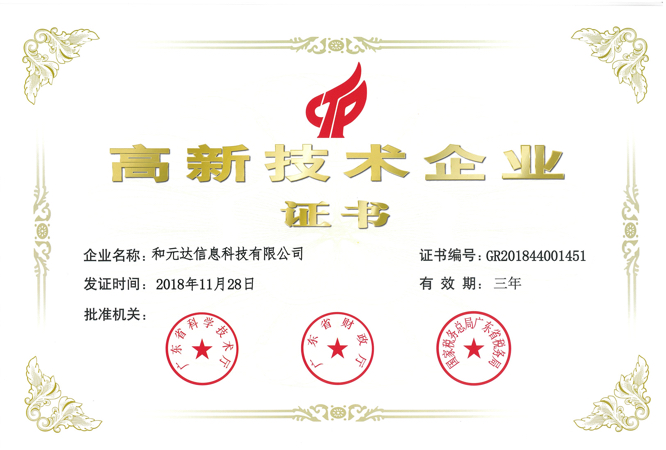 高新技术企业
证书
企业名称：和元达信息科技有限公司
证书编号：GR201844001451
发证时间：2018年11月28日
有效期：三年
批准机关：
广东省科学技术厅
广东省财政厅
国家税务总局广东省税务局